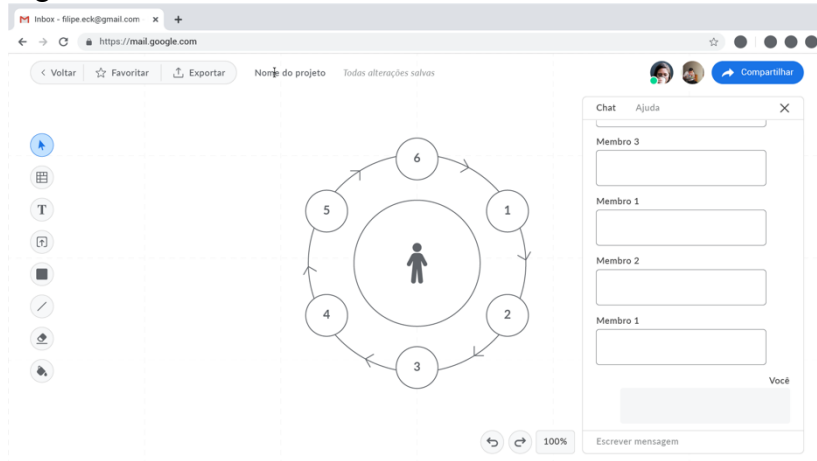 Inbox - filipe.eck@gmail.com
https://mail.google.com
Voltar Favoritar Exportar Nome do projeto Todas alterações salvas Compartilhar
Chat Ajuda
Membro 3
6
T
5
1
Membro 1
Membro 2
4
2
Membro 1
3
Você
100%
Escrever mensagem